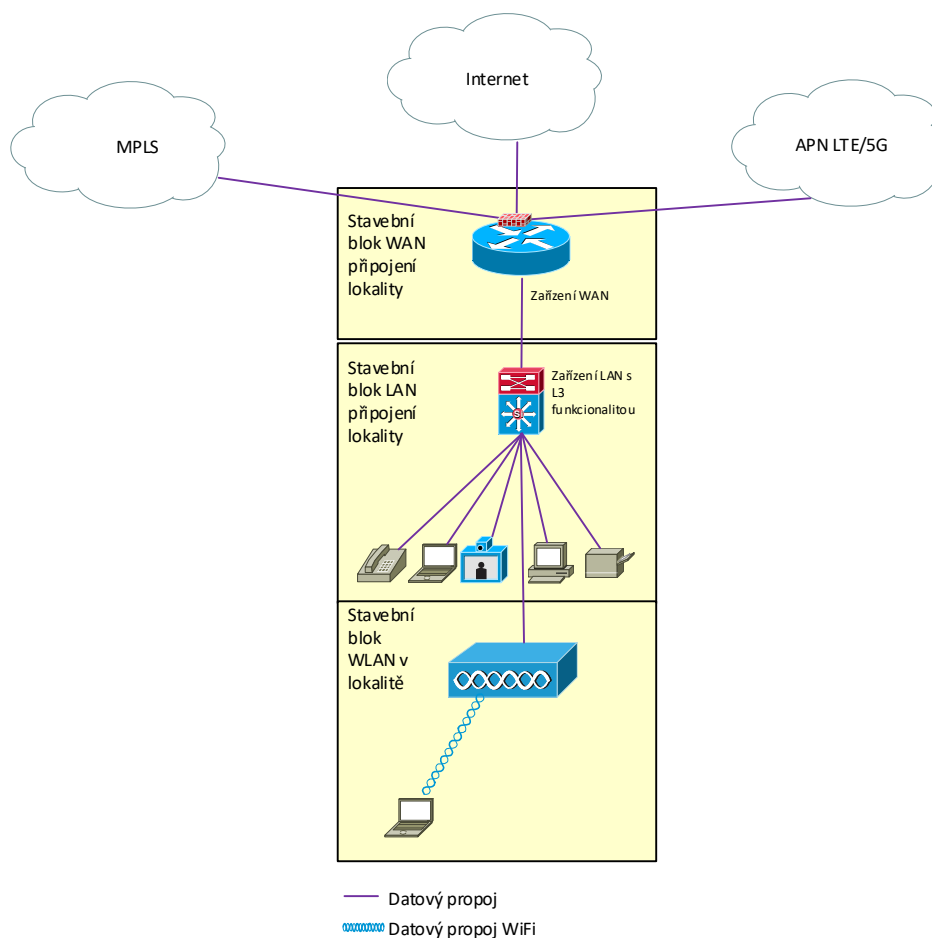 Internet
MPLS
APN LTE/5G
Stavební
blok WAN
připojení
lokality
Zařízení WAN
Stavební
blok LAN
připojení
lokality
Zařízení LAN s
L3
funkcionalitou
Si
Stavební
blok
WLAN v
lokalitě
Datový propoj
Datový propoj WiFi